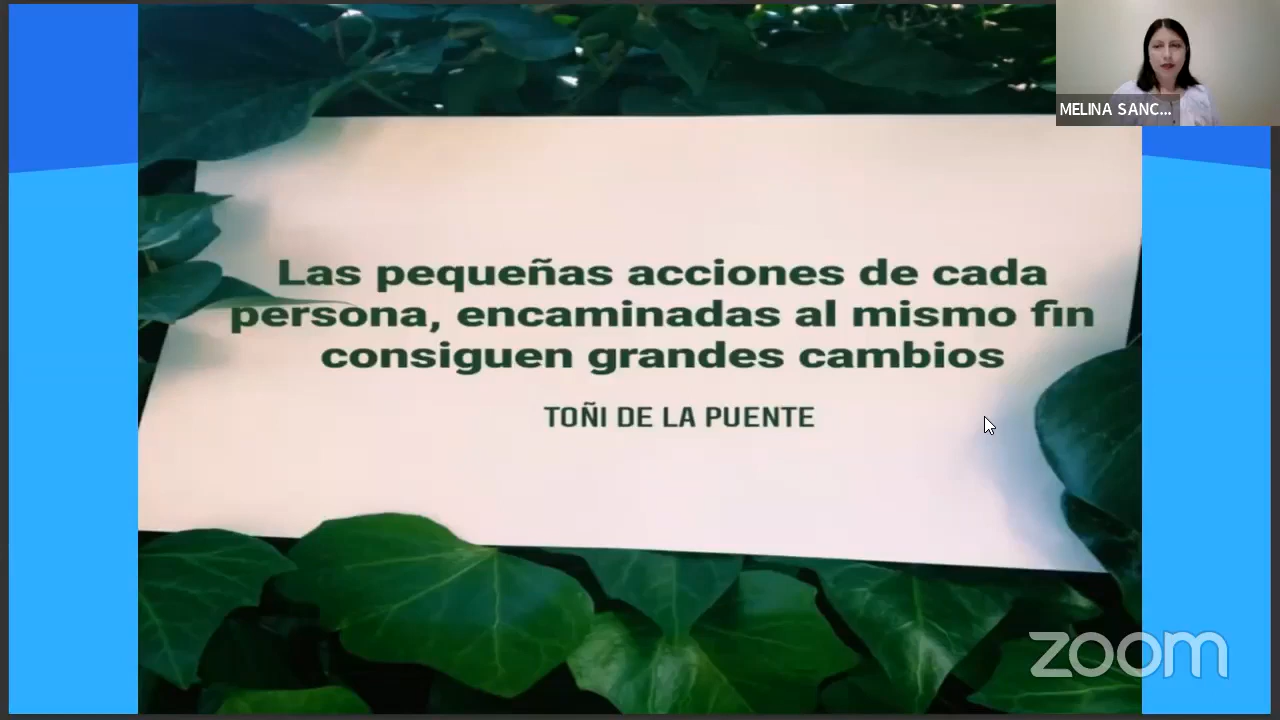 MELINA SANC...
Las pequeñas acciones de cada
persona, encaminadas al mismo fin
consiguen grandes cambios
TOÑI DE LA PUENTE
zoom